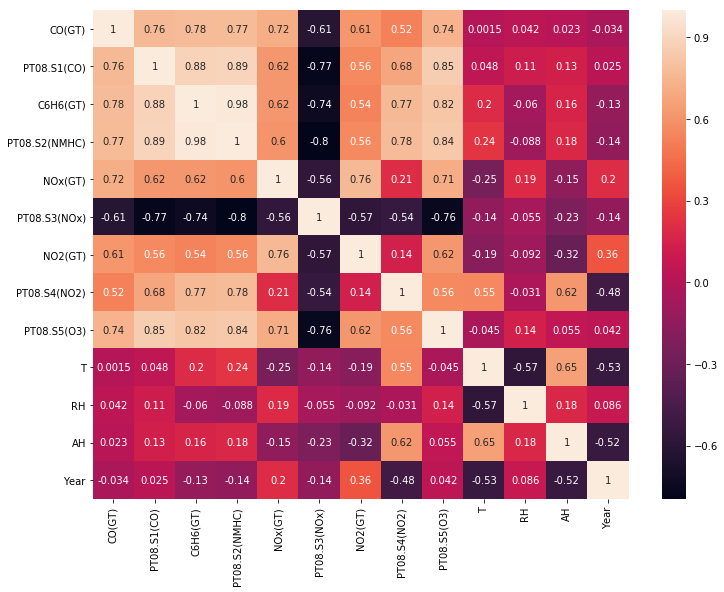 CO(GT) 1 0.76 0.78 0.77 0.72 -0.61 0.61 0.52 0.74 0.0015 0.042 0.023 -0.034
PT08.S1(CO) 0.76 1 0.88 0.89 0.62 -0.77 0.56 0.68 0.85 0.048 0.11 0.13 0.025
C6H6(GT) 0.78 0.88 1 0.98 0.62 -0.74 0.54 0.77 0.82 0.2 -0.06 0.16 -0.13
PT08.S2(NMHC) 0.77 0.89 0.98 1 0.6 -0.8 0.56 0.78 0.84 0.24 -0.088 0.18 -0.14
NOx(GT) 0.72 0.62 0.62 0.6 1 -0.56 0.76 0.21 0.71 -0.25 0.19 -0.15 0.2
PT08.S3(NOx) -0.61 -0.77 -0.74 -0.8 -0.56 1 -0.57 -0.54 -0.76 -0.14 -0.055 -0.23 -0.14
NO2(GT) 0.61 0.56 0.54 0.56 0.76 -0.57 1 0.14 0.62 -0.19 -0.092 -0.32 0.36
PT08.S4(NO2) 0.52 0.68 0.77 0.78 0.21 -0.54 0.14 1 0.56 0.55 -0.031 0.62 -0.48
PT08.S5(O3) 0.74 0.85 0.82 0.84 0.71 -0.76 0.62 0.56 1 -0.045 0.14 0.055 0.042
T 0.0015 0.048 0.2 0.24 -0.25 -0.14 -0.19 0.55 -0.045 1 -0.57 0.65 -0.53
RH 0.042 0.11 -0.06 -0.088 0.19 -0.055 -0.092 -0.031 0.14 -0.57 1 0.18 0.086
AH 0.023 0.13 0.16 0.18 -0.15 -0.23 -0.32 0.62 0.055 0.65 0.18 1 -0.52
Year -0.034 0.025 -0.13 -0.14 0.2 -0.14 0.36 -0.48 0.042 -0.53 0.086 -0.52 1
CO(GT)
PT08.S1(CO)
C6H6(GT)
PT08.S2(NMHC)
NOx(GT)
PT08.S3(NOx)
NO2(GT)
PT08.S4(NO2)
PT08.S5(O3)
T
RH
AH
Year
0.9
0.6
0.3
0.0
-0.3
-0.6